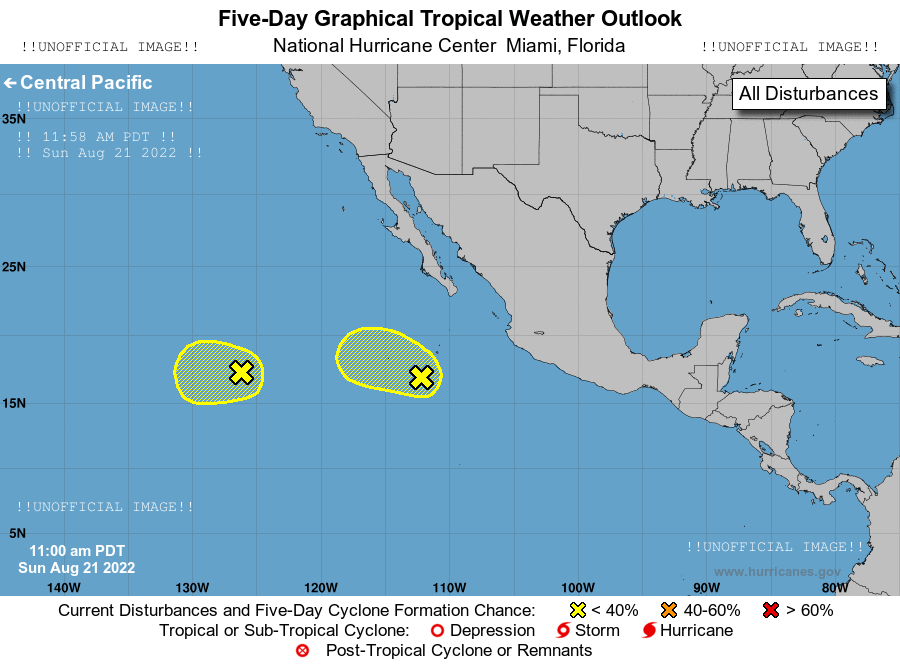 Five-Day Graphical Tropical Weather Outlook
!!UNOFFICIAL IMAGE!! National Hurricane Center Miami, Florida !!UNOFFICIAL IMAGE!!
← Central Pacific
All Disturbances
!!UNOFFICIAL IMAGE!!
35N
!! 11:58 AM PDT !!
!! Sun Aug 21 2022 !!
25N
15N
!!UNOFFICIAL IMAGE!!
5N
!!UNOFFICIAL IMAGE!!
11:00 am PDT
Sun Aug 21 2022
www.hurricanes.gov
140W 130W 120W 110W 100W 90W 80W
Current Disturbances and Five-Day Cyclone Formation Chance: < 40% 40-60% > 60%
Tropical or Sub-Tropical Cyclone: Depression Storm Hurricane
Post-Tropical Cyclone or Remnants